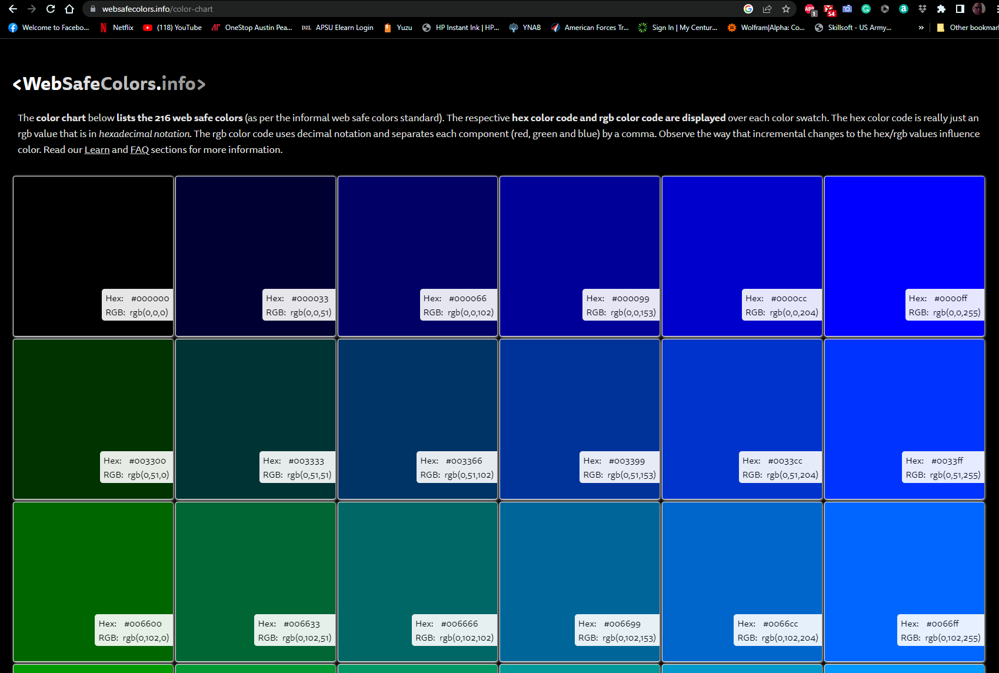 websafecolors.info/color-chart
1
54
Welcome to Facebo...
Netflix
(118) YouTube
OneStop Austin Pea...
D2L APSU Elearn Login
Yuzu
HP Instant Ink | HP...
YNAB
American Forces Tr...
Sign In | My Centur...
Wolfram|Alpha: Co...
Skillsoft - US Army...
»
Other bookmar
<WebSafeColors.info>
The color chart below lists the 216 web safe colors (as per the informal web safe colors standard). The respective hex color code and rgb color code are displayed over each color swatch. The hex color code is really just an
rgb value that is in hexadecimal notation. The rgb color code uses decimal notation and separates each component (red, green and blue) by a comma. Observe the way that incremental changes to the hex/rgb values influence
color. Read our Learn and FAQ sections for more information.
Hex: #000000
RGB: rgb(0,0,0)
Hex: #000033
RGB: rgb(0,0,51)
Hex: #000066
RGB: rgb(0,0,102)
Hex: #000099
RGB: rgb(0,0,153)
Hex: #0000cc
RGB: rgb(0,0,204)
Hex: #0000ff
RGB: rgb(0,0,255)
Hex: #003300
RGB: rgb(0,51,0)
Hex: #003333
RGB: rgb(0,51,51)
Hex: #003366
RGB: rgb(0,51,102)
Hex: #003399
RGB: rgb(0,51,153)
Hex: #0033cc
RGB: rgb(0,51,204)
Hex: #0033ff
RGB: rgb(0,51,255)
Hex: #006600
RGB: rgb(0,102,0)
Hex: #006633
RGB: rgb(0,102,51)
Hex: #006666
RGB: rgb(0,102,102)
Hex: #006699
RGB: rgb(0,102,153)
Hex: #0066cc
RGB: rgb(0,102,204)
Hex: #0066ff
RGB: rgb(0,102,255)